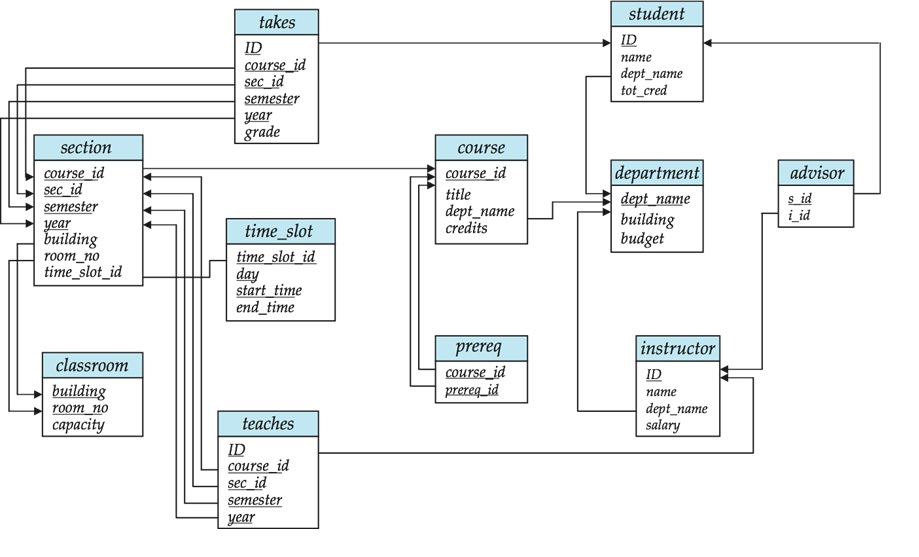 takes
ID
course_id
sec_id
semester
year
grade
student
ID
name
dept_name
tot_cred
section
course_id
sec_id
semester
year
building
room_no
time_slot_id
course
course_id
title
dept_name
credits
department
dept_name
building
budget
advisor
s_id
i_id
time_slot
time_slot_id
day
start_time
end_time
prereq
course_id
prereq_id
instructor
ID
name
dept_name
salary
classroom
building
room_no
capacity
teaches
ID
course_id
sec_id
semester
year